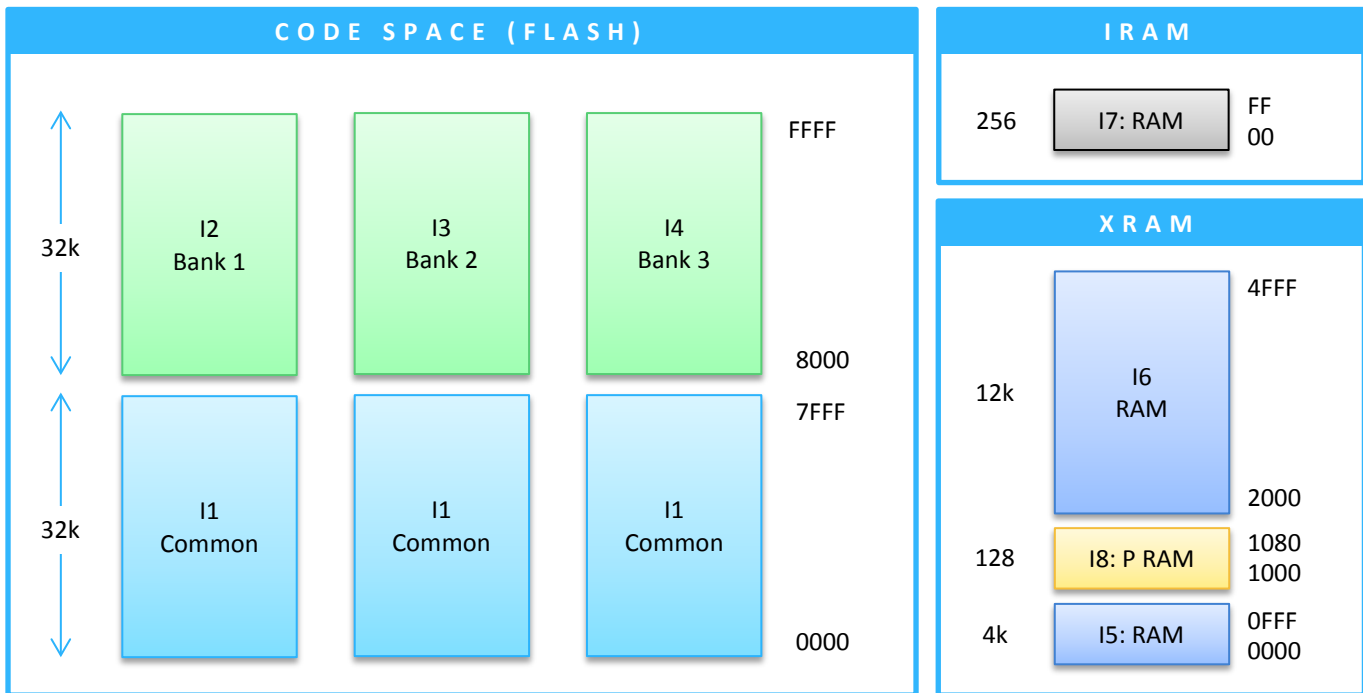 CODE SPACE (FLASH)
32k
I2
Bank 1
I3
Bank 2
I4
Bank 3
FFFF
8000
32k
I1
Common
I1
Common
I1
Common
7FFF
0000
IRAM
256
I7: RAM
FF
00
XRAM
12k
I6
RAM
4FFF
2000
128
I8: P RAM
1080
1000
4k
I5: RAM
0FFF
0000